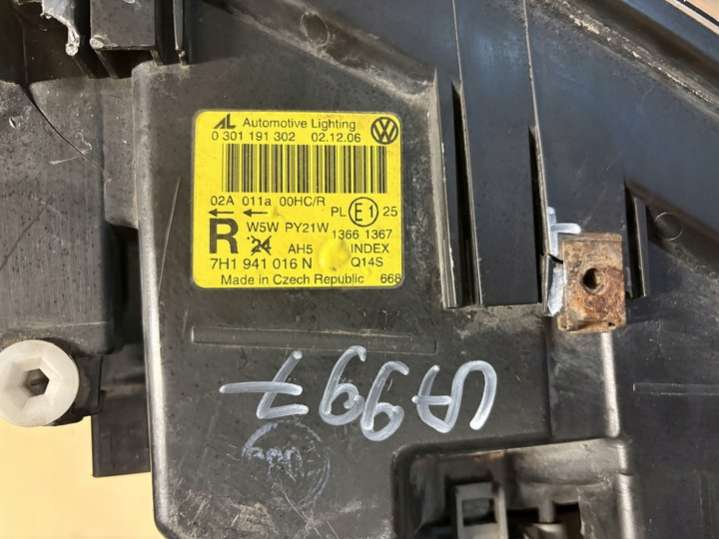 AL Automotive Lighting
0 301 191 302 02.12.06
02A 011a 00HC/R
PL E1 25
W5W PY21W 1366 1367
R 24 AH5 INDEX
7H1 941 016 N Q14S
Made in Czech Republic 668
VA997